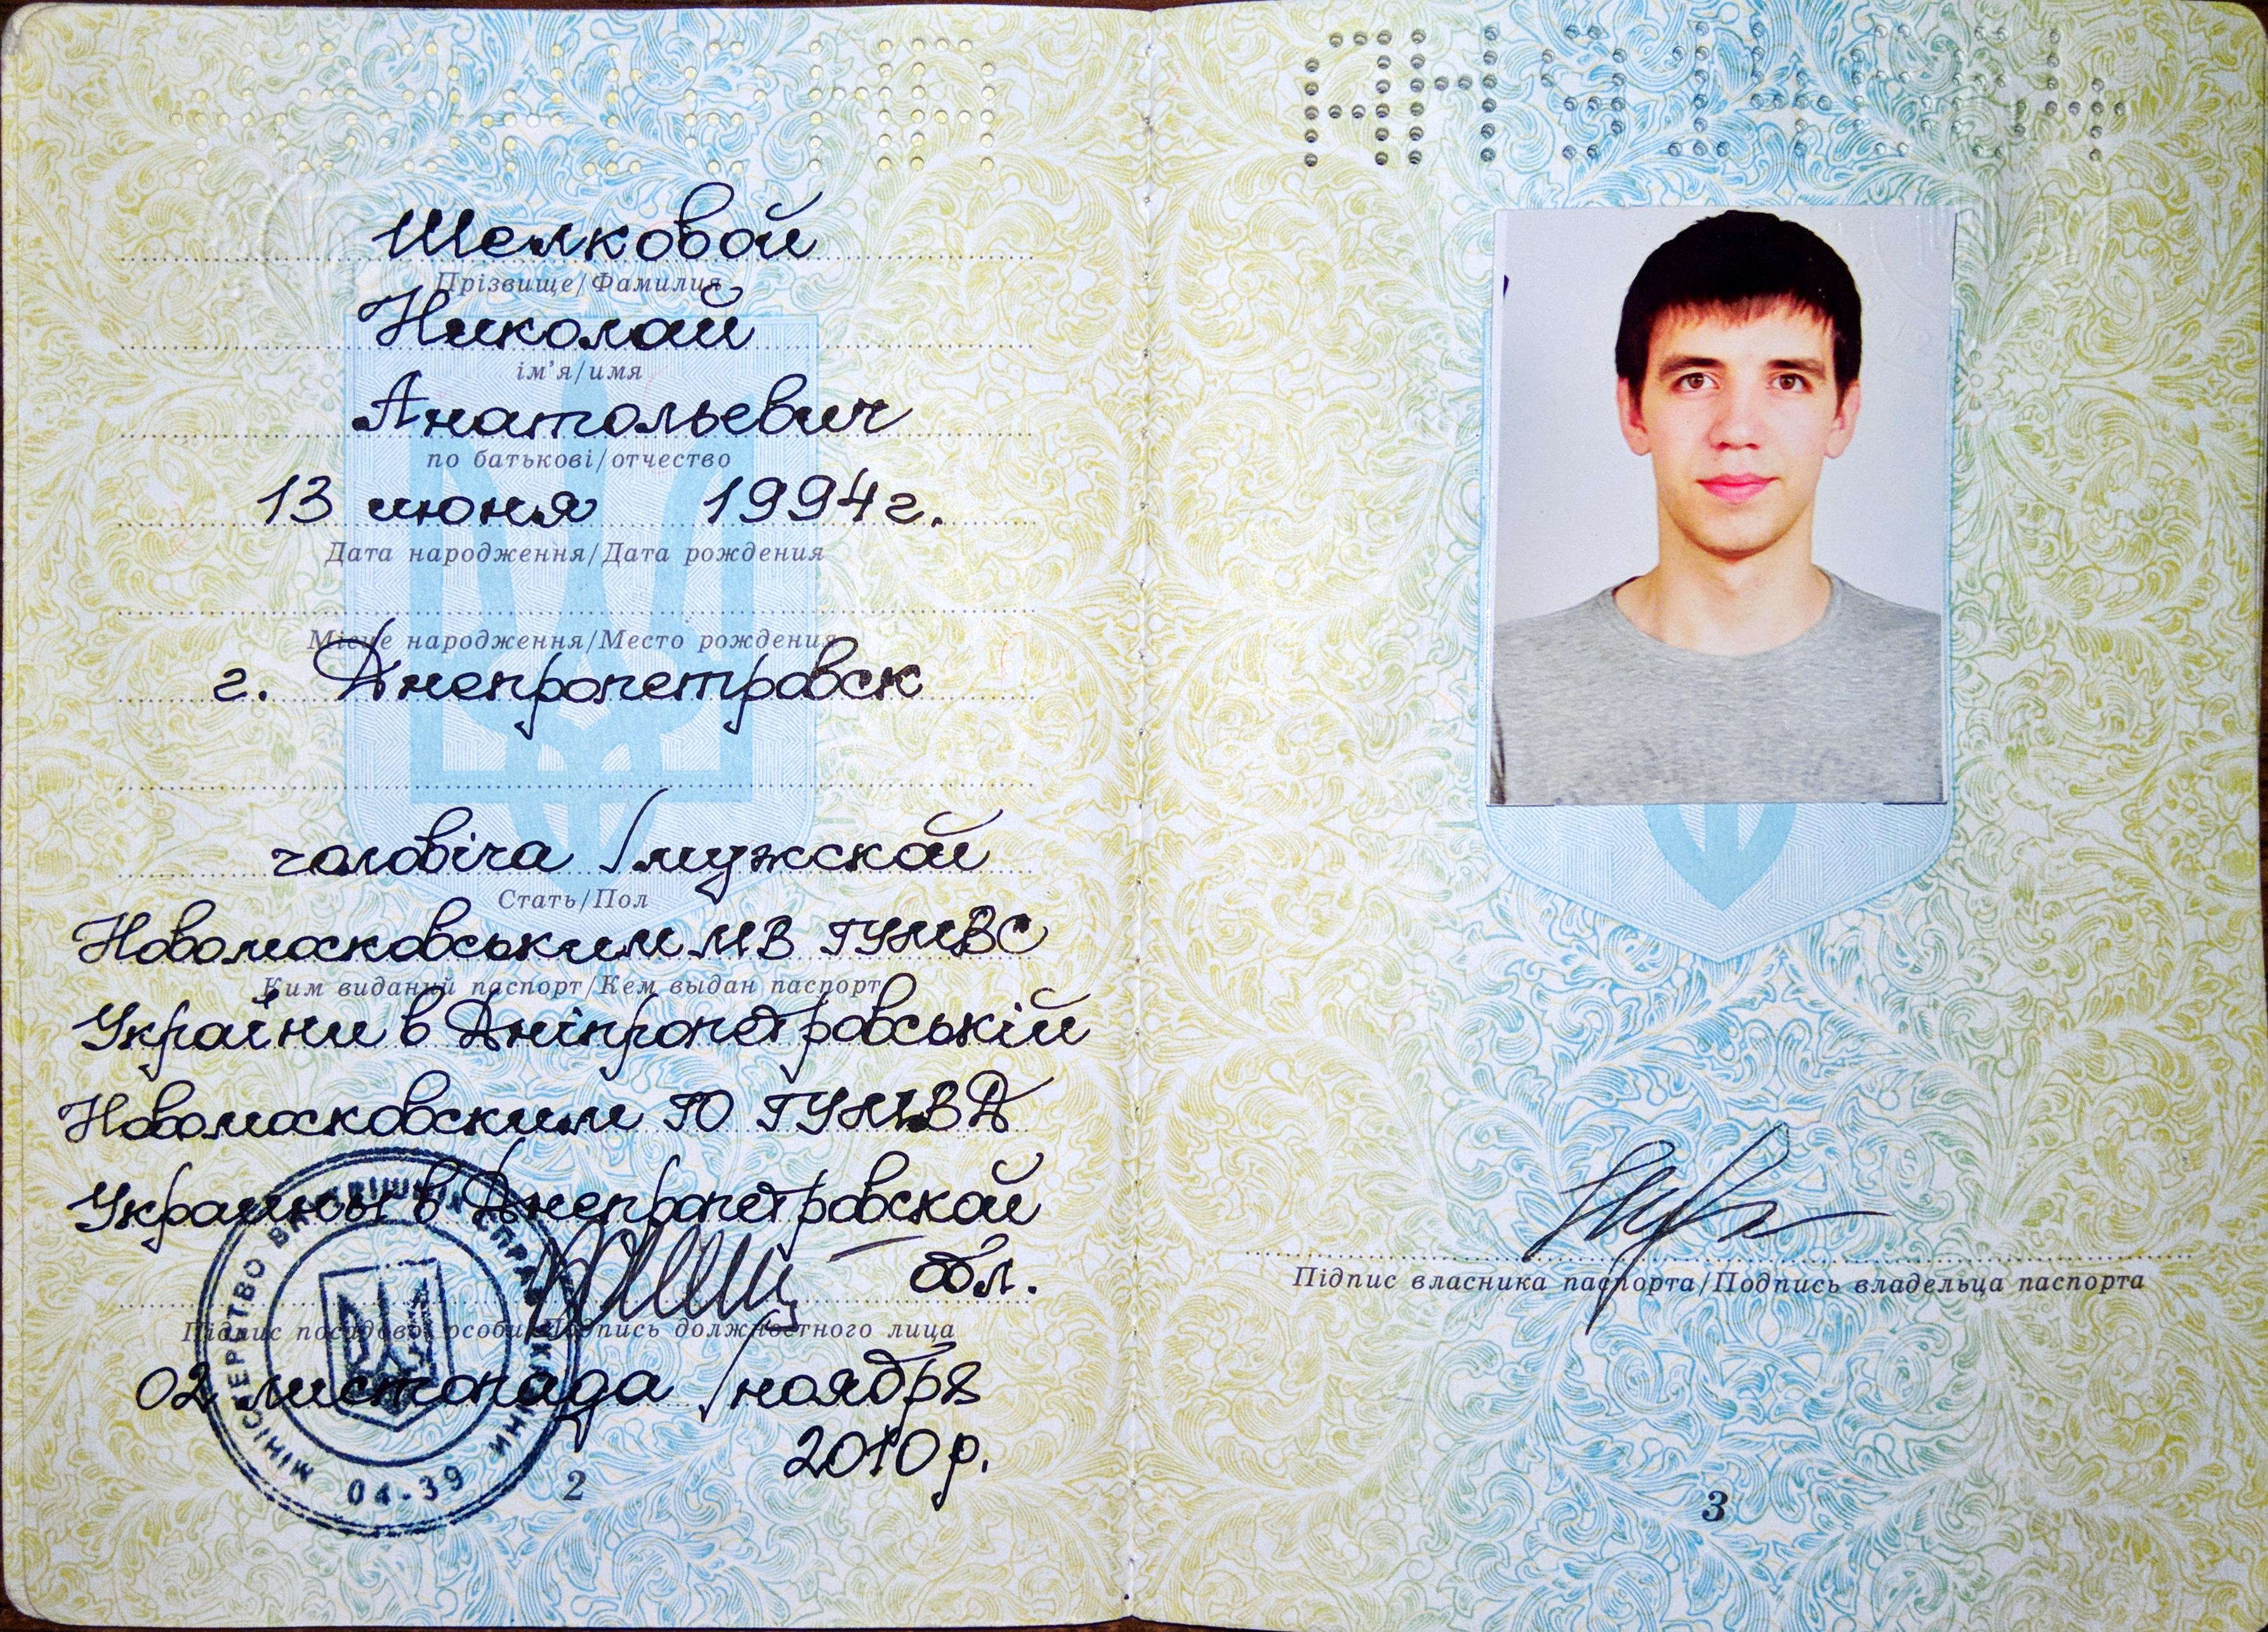 Шелковой
Прізвище/Фамилия
Николай
ім'я/имя
Анатольевич
по батькові/отчество
13 июня 1994г.
Дата народження/Дата рождения
Місце народження/Место рождения
г. Днепропетровск
чоловіча /мужской
Стать/Пол
Новомосковським МВ ГУМВС
Ким виданий паспорт/Кем выдан паспорт
України в Дніпропетровській
Новомосковским ГО ГУМВД
Украины в Днепропетровской
обл.
Підпис посадової особи/Подпись должностного лица
02 листопада /ноября
2010 р.
МІНІСТЕРСТВО ВНУТРІШНІХ СПРАВ УКРАЇНИ
04-39
2
Підпис власника паспорта/Подпись владельца паспорта
3